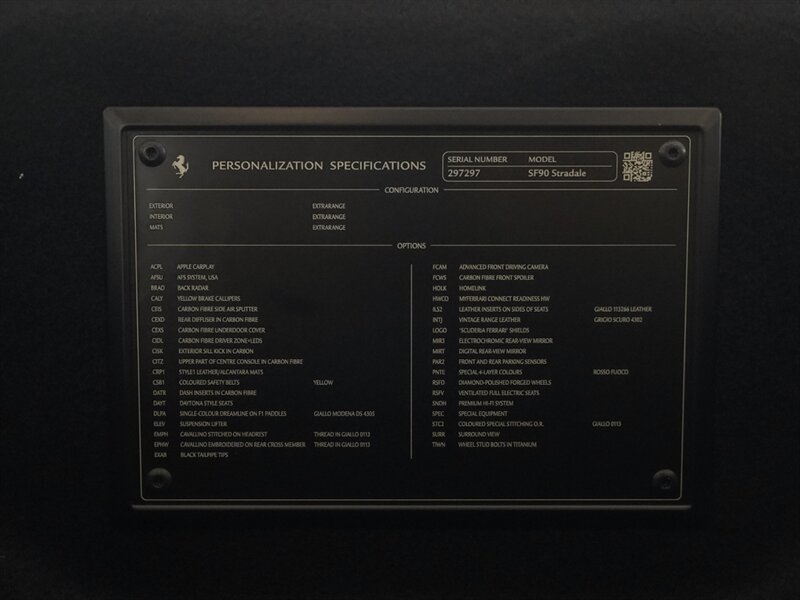 PERSONALIZATION SPECIFICATIONS
SERIAL NUMBER MODEL
297297 SF90 Stradale
CONFIGURATION
EXTERIOR EXTRARANGE
INTERIOR EXTRARANGE
MATS EXTRARANGE
OPTIONS
ACPL APPLE CARPLAY
AFSU AFS SYSTEM, USA
BRAD BACK RADAR
CALY YELLOW BRAKE CALLIPERS
CEIS CARBON FIBRE SIDE AIR SPLITTER
CEXD REAR DIFFUSER IN CARBON FIBRE
CEXS CARBON FIBRE UNDERDOOR COVER
CIDL CARBON FIBRE DRIVER ZONE+LEDS
CISK EXTERIOR SILL KICK IN CARBON
CITZ UPPER PART OF CENTRE CONSOLE IN CARBON FIBRE
CRP1 STYLE1 LEATHER/ALCANTARA MATS
CSB1 COLOURED SAFETY BELTS YELLOW
DATR DASH INSERTS IN CARBON FIBRE
DAYT DAYTONA STYLE SEATS
DUPA SINGLE-COLOUR DREAMLINE ON F1 PADDLES GIALLO MODENA DS 4305
ELEV SUSPENSION LIFTER
EMPH CAVALLINO STITCHED ON HEADREST THREAD IN GIALLO 0113
EPHW CAVALLINO EMBROIDERED ON REAR CROSS MEMBER THREAD IN GIALLO 0113
EXAB BLACK TAILPIPE TIPS
FCAM ADVANCED FRONT DRIVING CAMERA
FCWS CARBON FIBRE FRONT SPOILER
HOLK HOMELINK
HWCO MYFERRARI CONNECT READINESS HW
ILS2 LEATHER INSERTS ON SIDES OF SEATS GIALLO 113266 LEATHER
INTJ VINTAGE RANGE LEATHER GRIGIO SCURO 4302
LOGO "SCUDERIA FERRARI" SHIELDS
MIR3 ELECTROCHROMIC REAR-VIEW MIRROR
MIRT DIGITAL REAR-VIEW MIRROR
PAR2 FRONT AND REAR PARKING SENSORS
PNTE SPECIAL 4-LAYER COLOURS ROSSO FUOCO
RSFD DIAMOND-POLISHED FORGED WHEELS
RSFV VENTILATED FULL ELECTRIC SEATS
SNDH PREMIUM HI-FI SYSTEM
SPEC SPECIAL EQUIPMENT
STC2 COLOURED SPECIAL STITCHING O.R. GIALLO 0113
SURR SURROUND VIEW
TIWN WHEEL STUD BOLTS IN TITANIUM